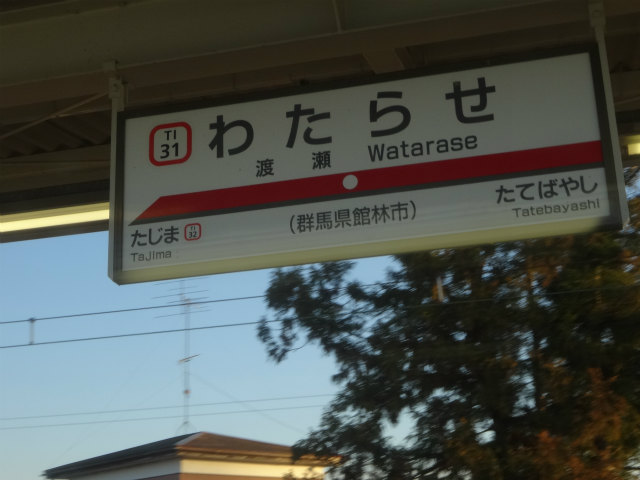 TI
31
わたらせ
渡瀬 Watarase
たじま TI 32
Tajima
(群馬県館林市)
たてばやし
Tatebayashi